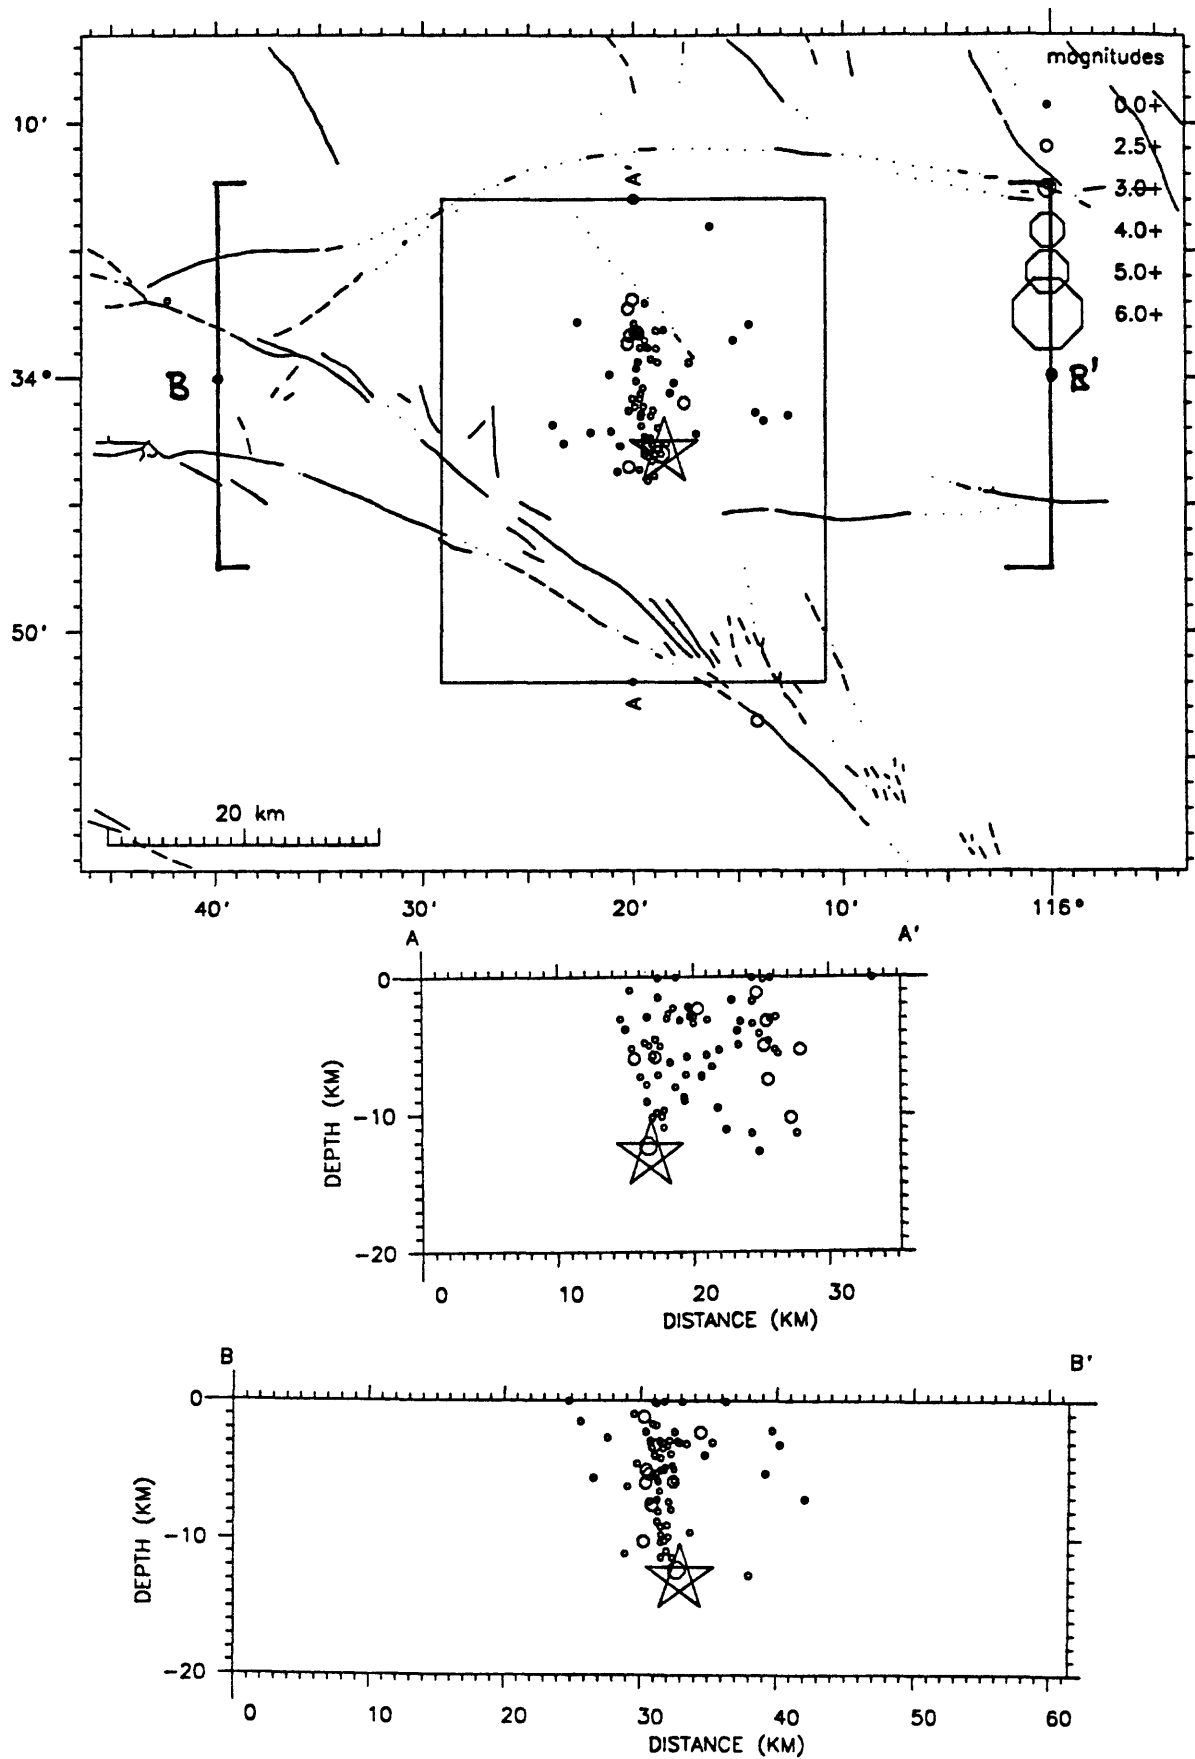 mognitudes
0.0+
10'
2.5+
A'
3.0+
4.0+
5.0+
6.0+
34°
B
B'
50'
A
20 km
40' 30' 20' 10' 116°
A A'
0
-10
-20
DEPTH (KM)
0 10 20 30
DISTANCE (KM)
B B'
0
-10
-20
DEPTH (KM)
0 10 20 30 40 50 60
DISTANCE (KM)